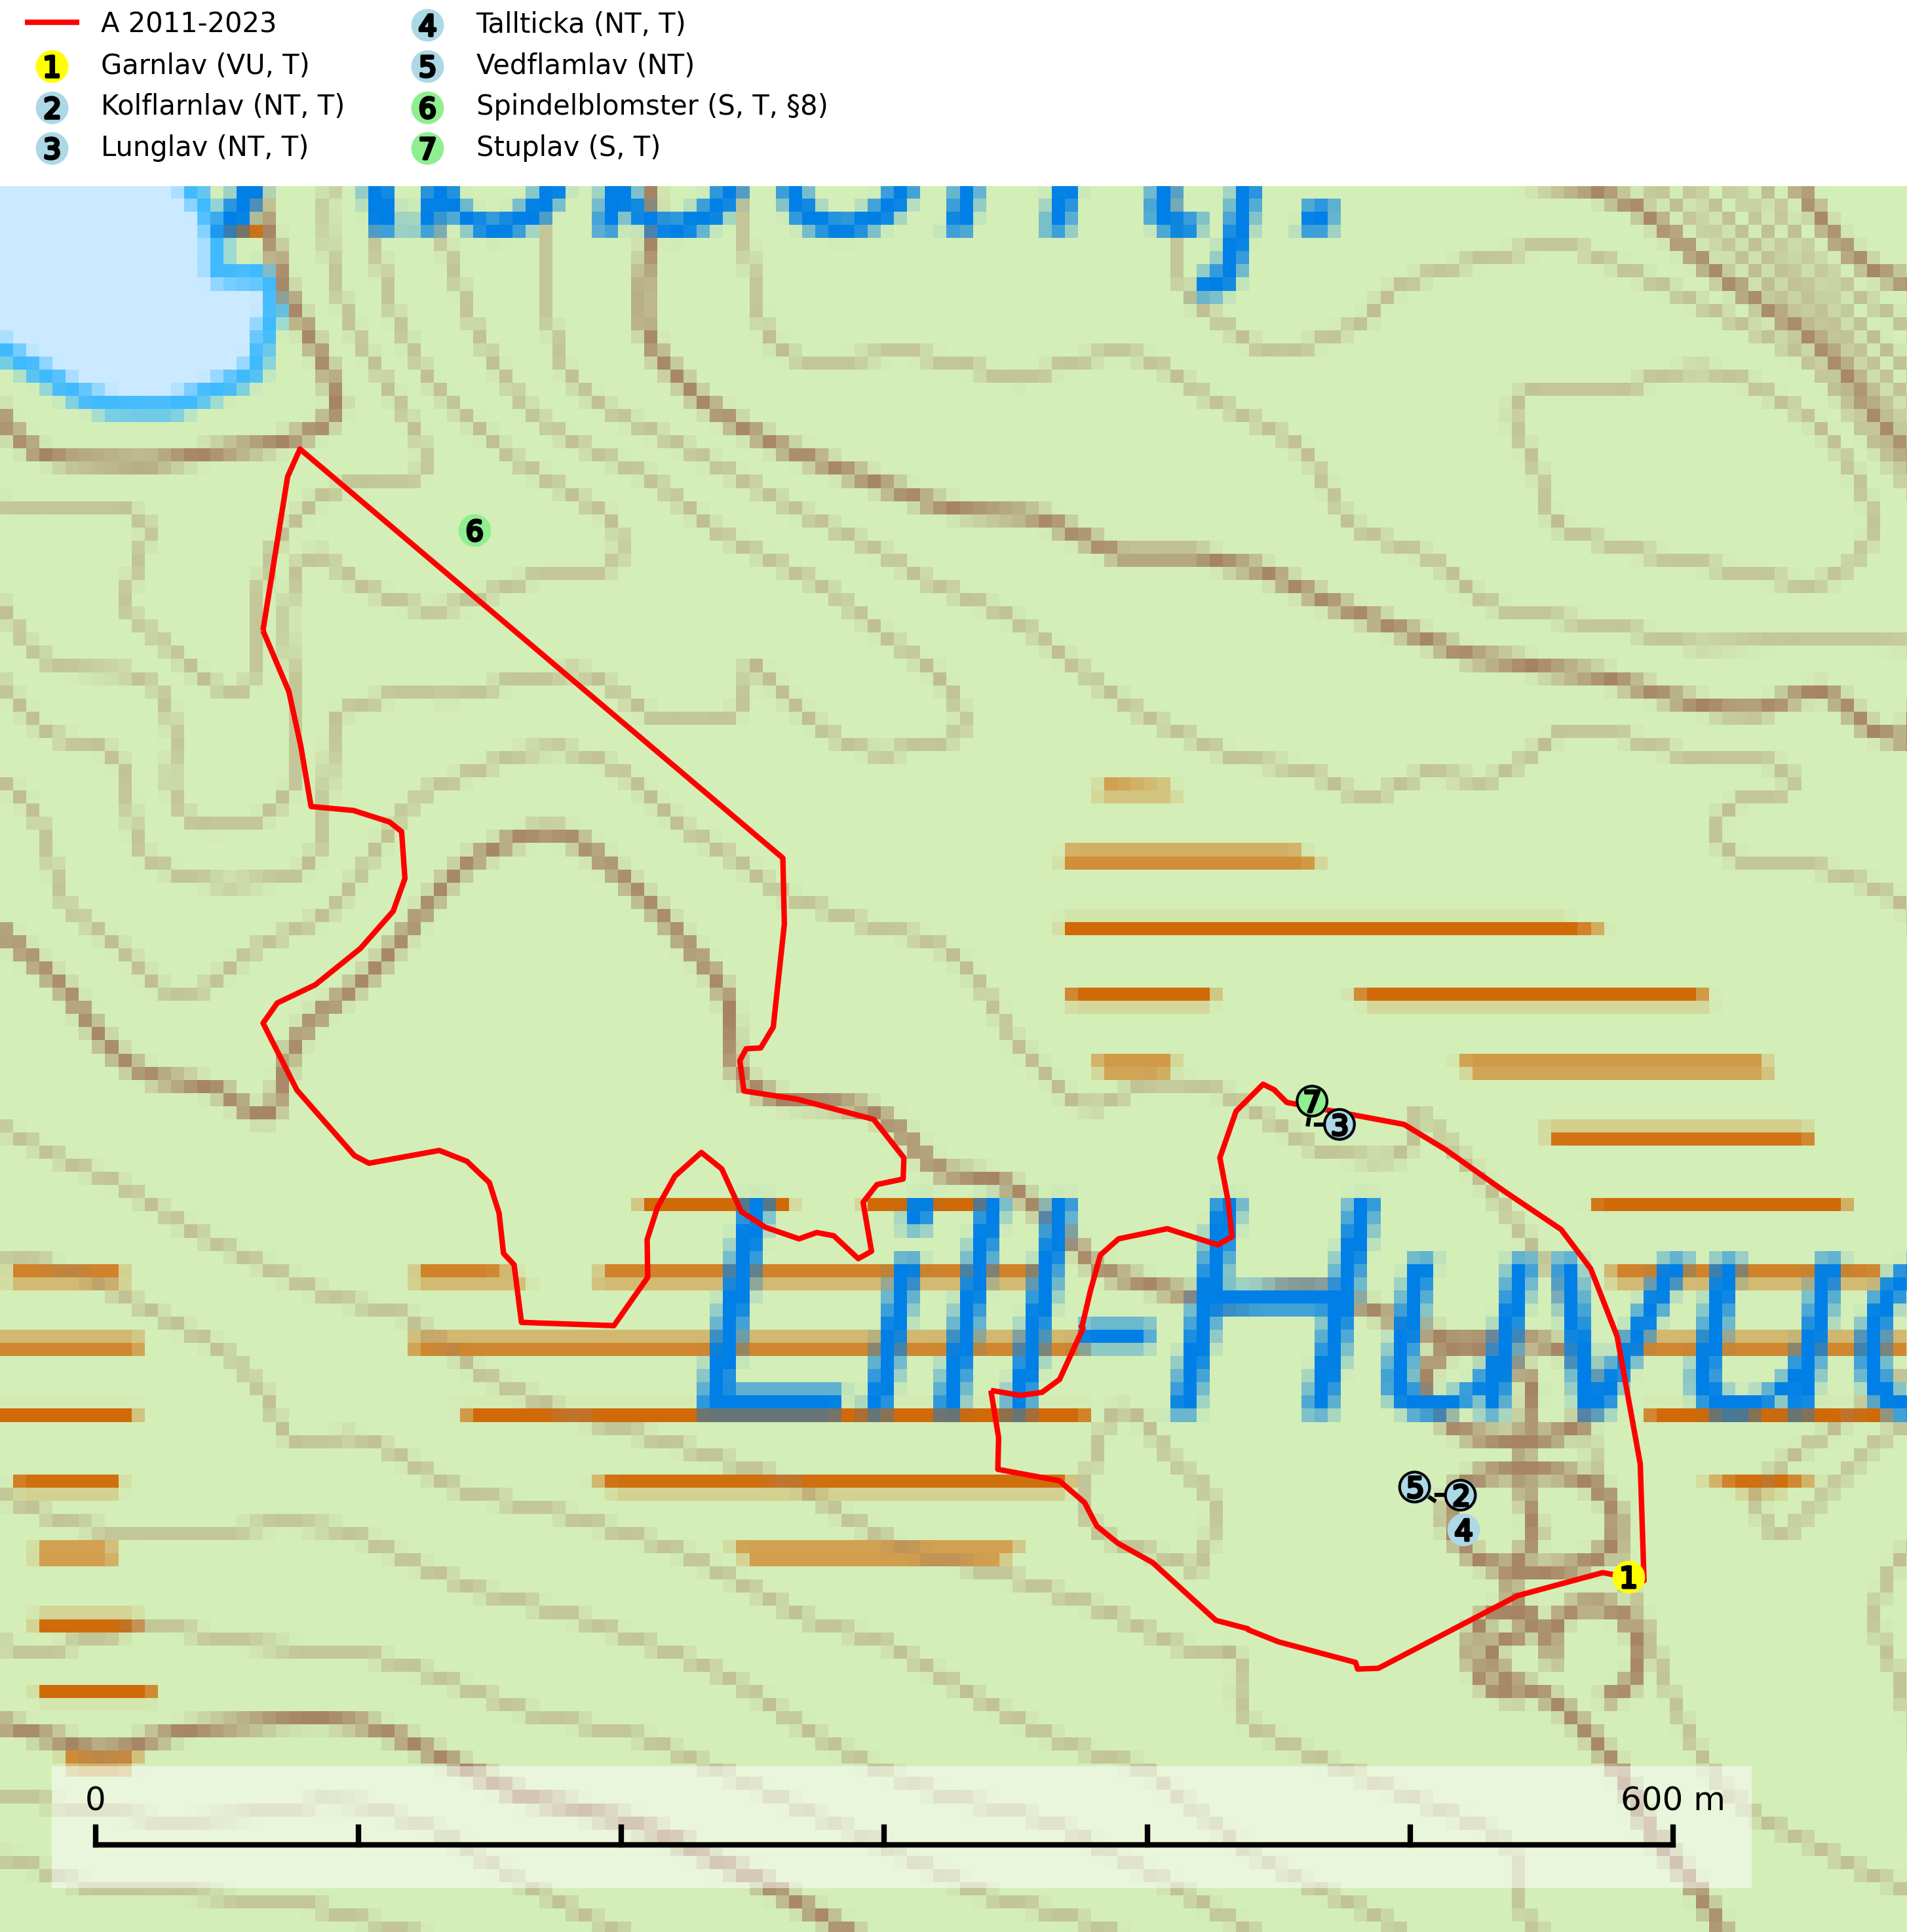 A 2011-2023
1 Garnlav (VU, T)
2 Kolflarnlav (NT, T)
3 Lunglav (NT, T)
4 Tallticka (NT, T)
5 Vedflamlav (NT)
6 Spindelblomster (S, T, §8)
7 Stuplav (S, T)
6
7
3
5 2
4
1
0 600 m